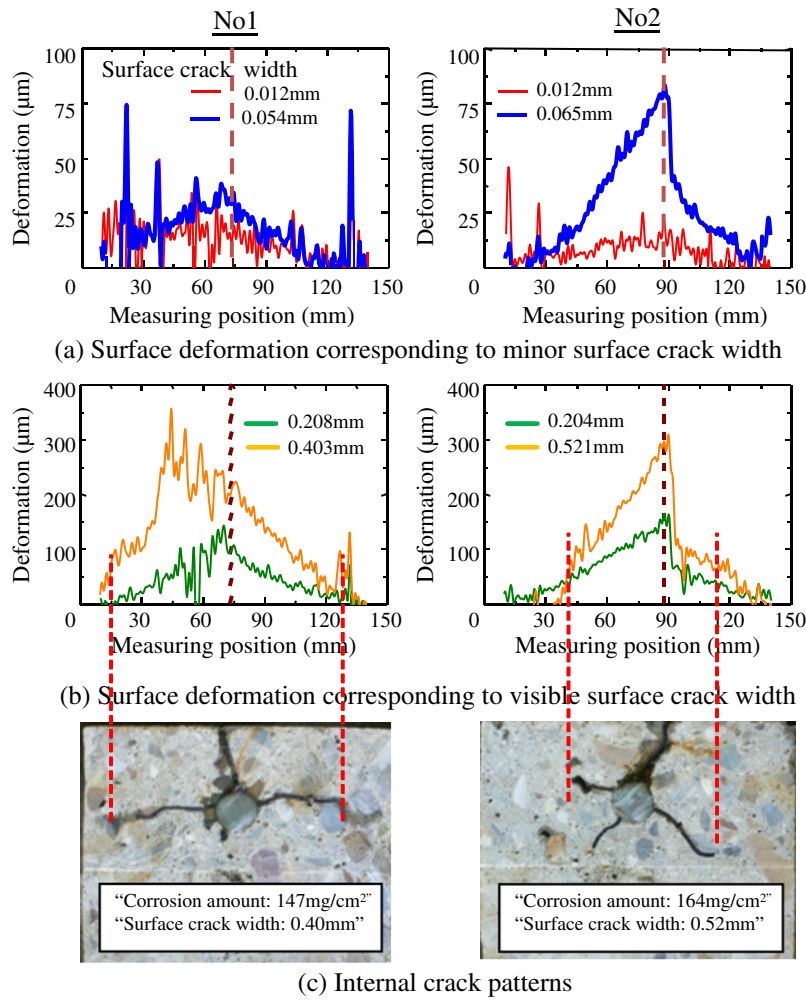 No1
No2
100
75
50
25
0
Deformation (μm)
Surface crack width
0.012mm
0.054mm
30
60
90
120
150
Measuring position (mm)
100
75
50
25
0
Deformation (μm)
0.012mm
0.065mm
30
60
90
120
150
Measuring position (mm)
(a) Surface deformation corresponding to minor surface crack width
400
300
200
100
0
Deformation (μm)
0.208mm
0.403mm
30
60
90
120
150
Measuring position (mm)
400
300
200
100
0
Deformation (μm)
0.204mm
0.521mm
30
60
90
120
150
Measuring position (mm)
(b) Surface deformation corresponding to visible surface crack width
“Corrosion amount: 147mg/cm²”
“Surface crack width: 0.40mm”
“Corrosion amount: 164mg/cm²”
“Surface crack width: 0.52mm”
(c) Internal crack patterns